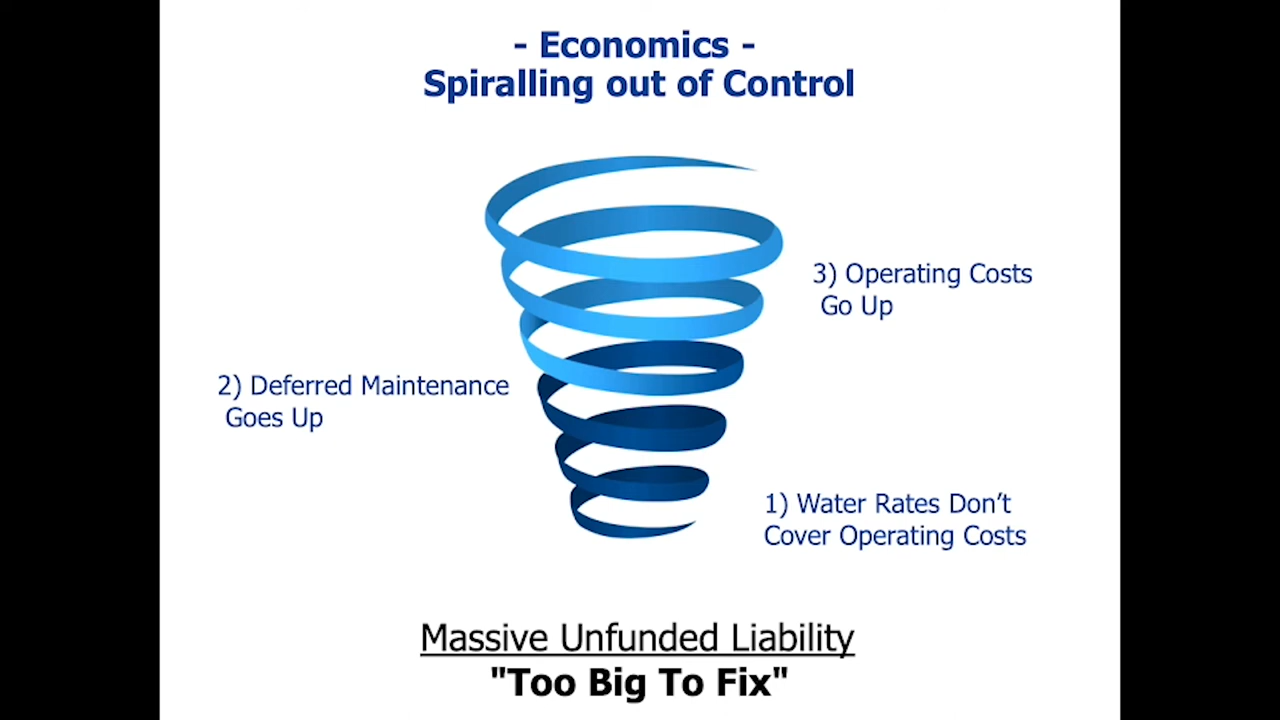 - Economics -
Spiralling out of Control
3) Operating Costs
Go Up
2) Deferred Maintenance
Goes Up
1) Water Rates Don’t
Cover Operating Costs
Massive Unfunded Liability
"Too Big To Fix"